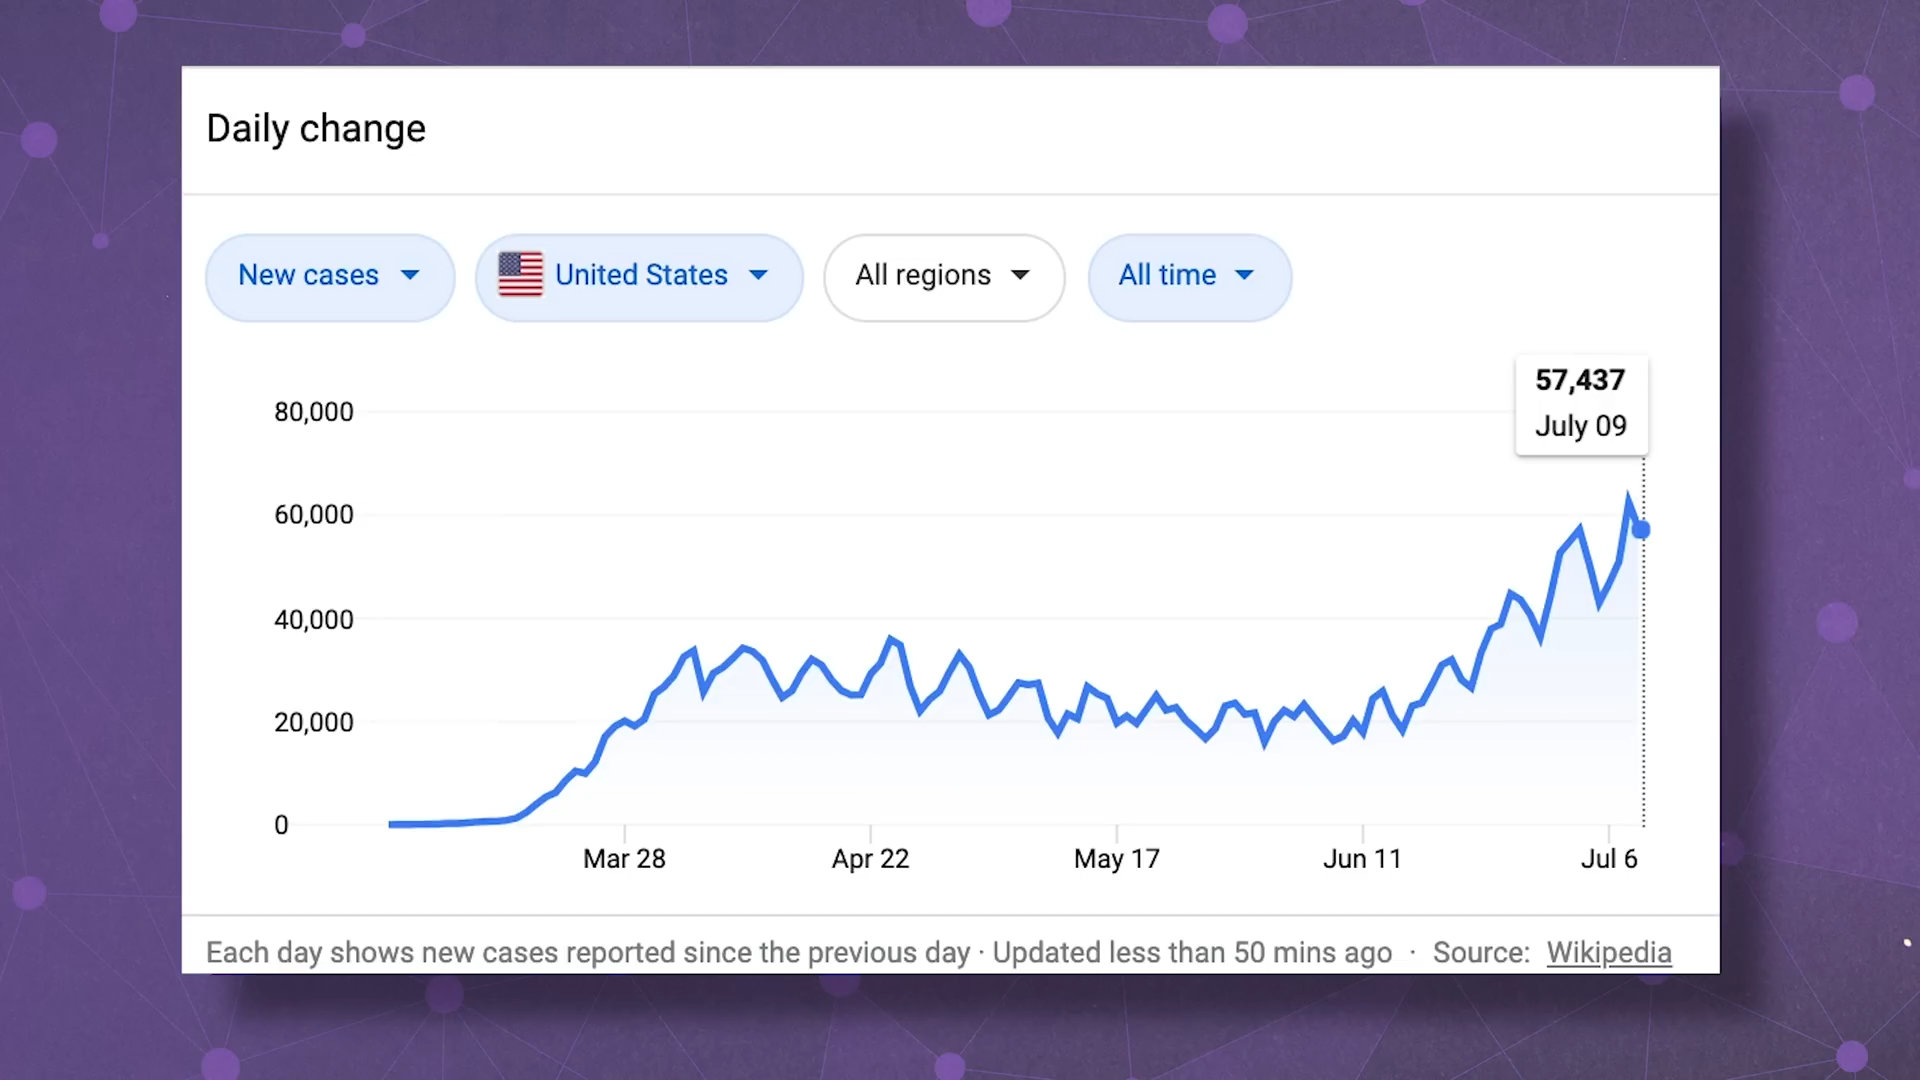 Daily change
New cases
United States
All regions
All time
57,437
July 09
80,000
60,000
40,000
20,000
0
Mar 28
Apr 22
May 17
Jun 11
Jul 6
Each day shows new cases reported since the previous day · Updated less than 50 mins ago · Source: Wikipedia